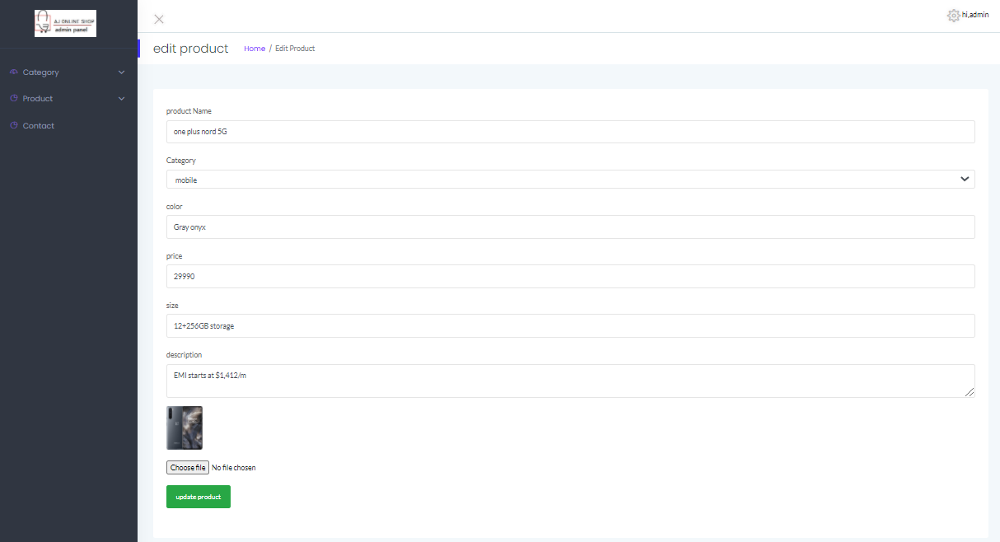 AJ ONLINE SHOP
admin panel
hi,admin
edit product
Home / Edit Product
Category
Product
Contact
product Name
one plus nord 5G
Category
mobile
color
Gray onyx
price
29990
size
12+256GB storage
description
EMI starts at $1,412/m
Choose file No file chosen
update product